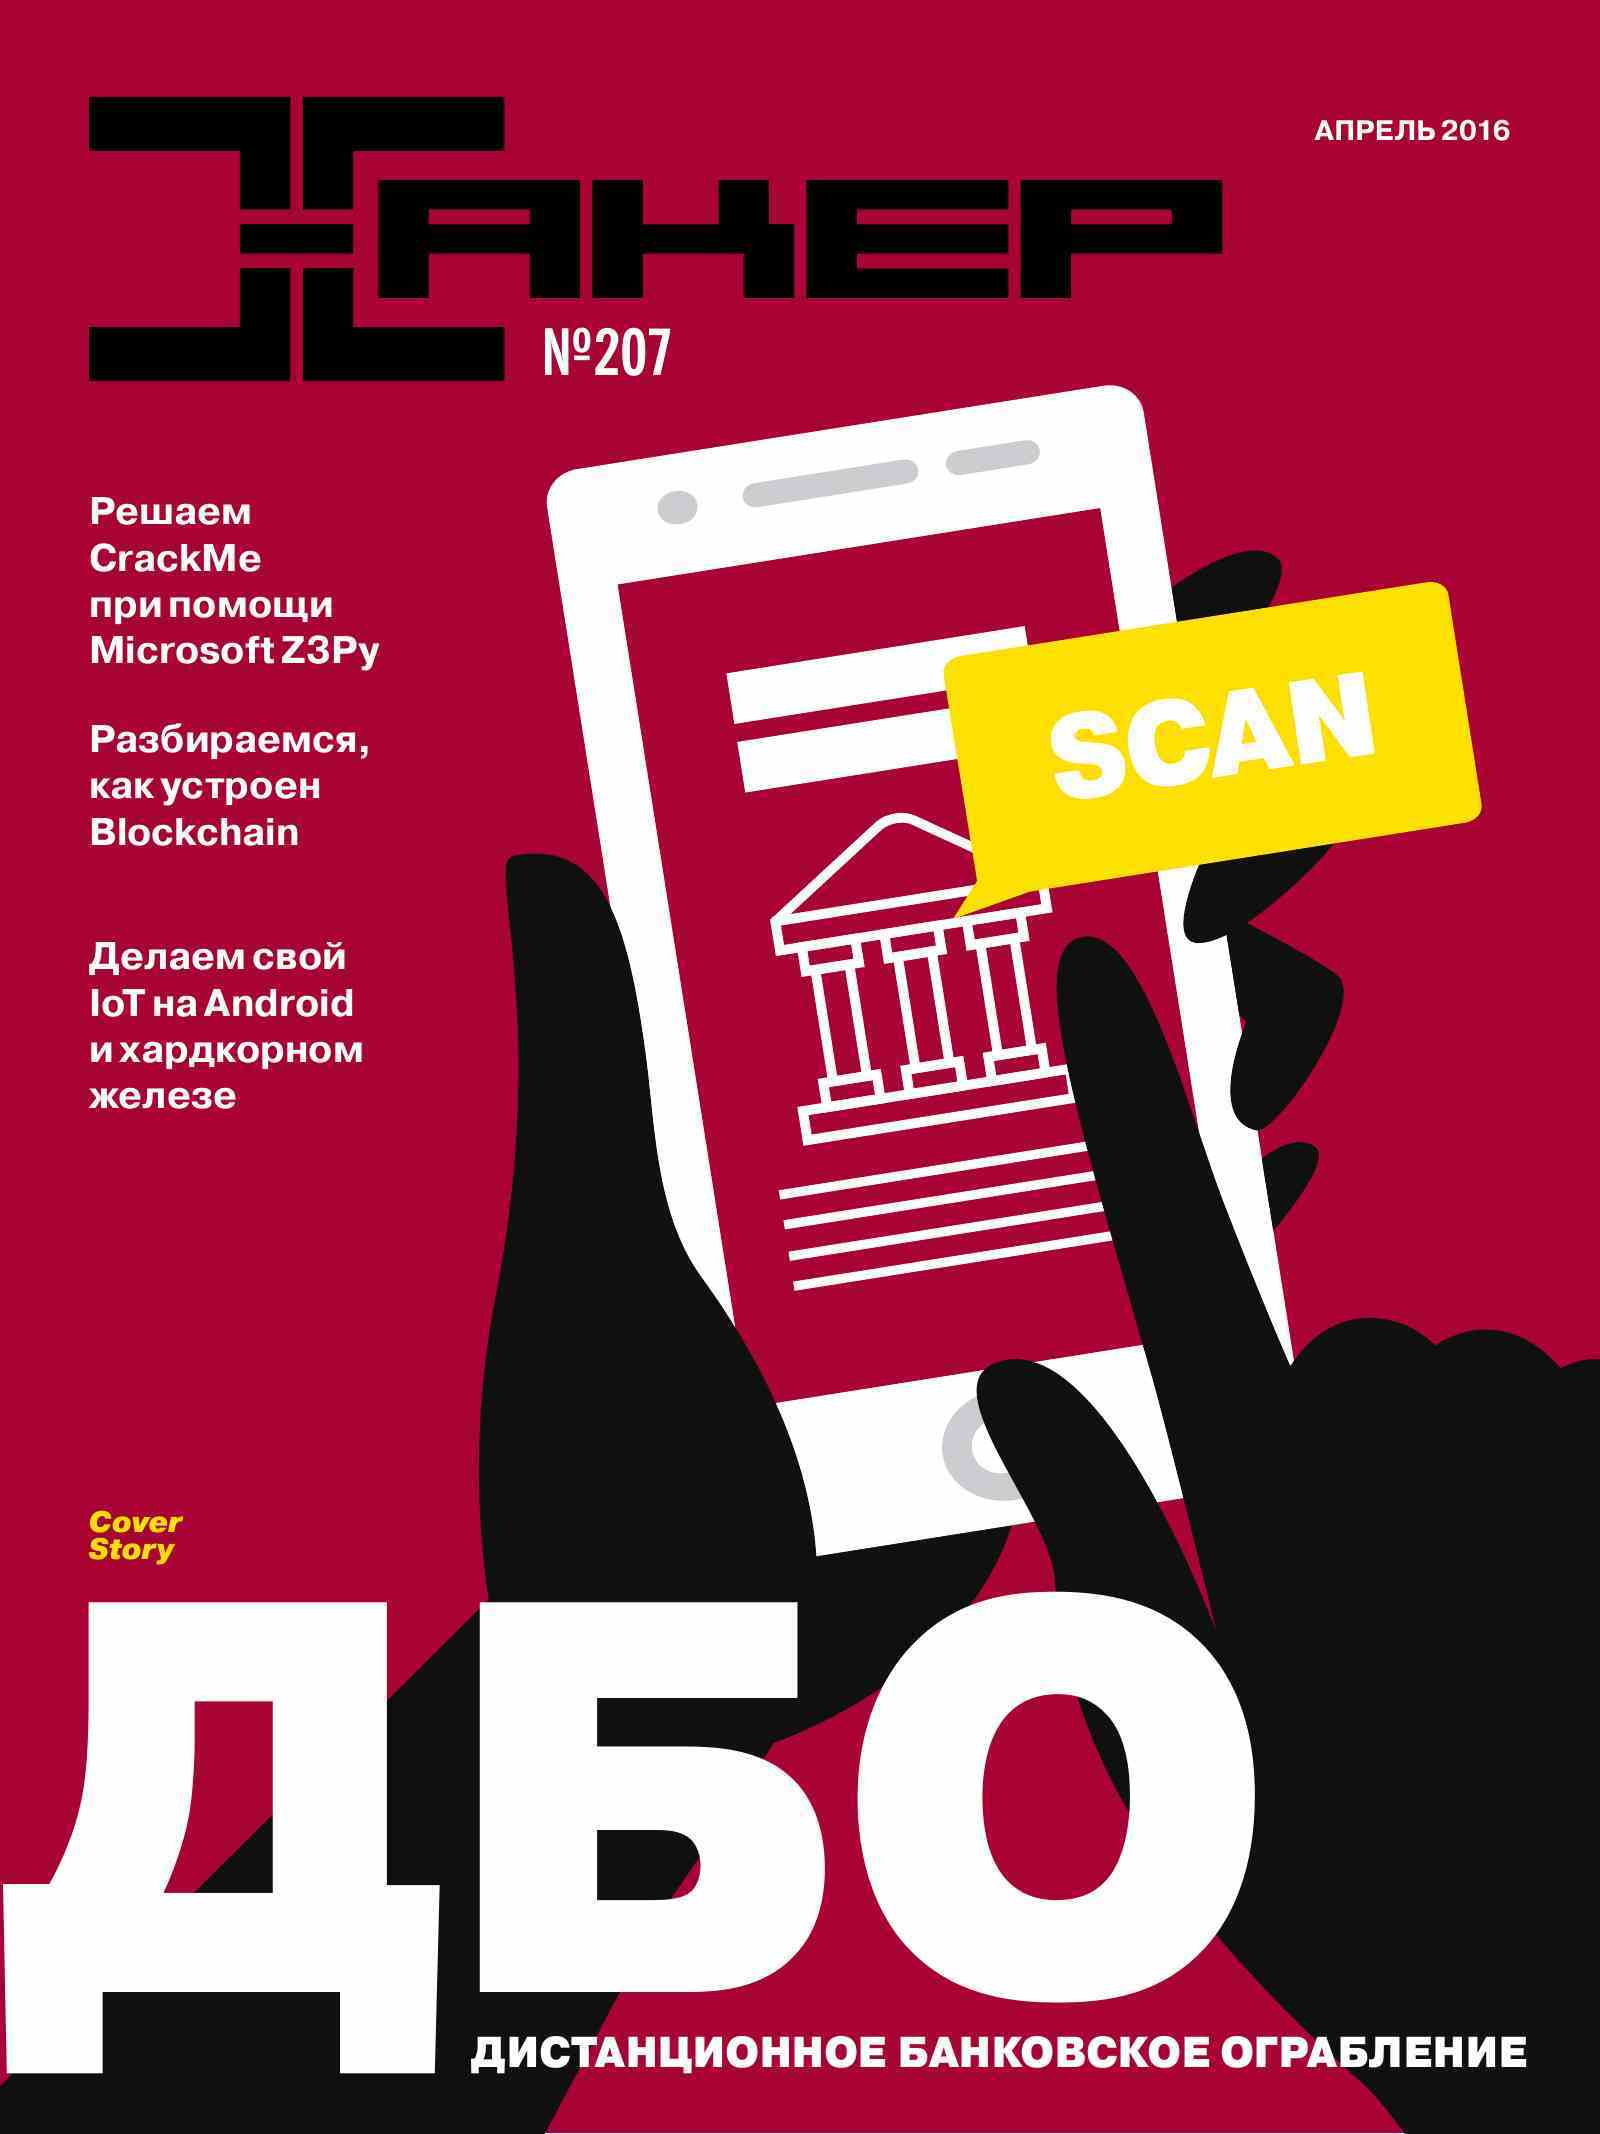 ХАКЕР
АПРЕЛЬ 2016
№207
Решаем
CrackMe
при помощи
Microsoft Z3Py
Разбираемся,
как устроен
Blockchain
Делаем свой
IoT на Android
и хардкорном
железе
SCAN
Cover
Story
ДБО
ДИСТАНЦИОННОЕ БАНКОВСКОЕ ОГРАБЛЕНИЕ